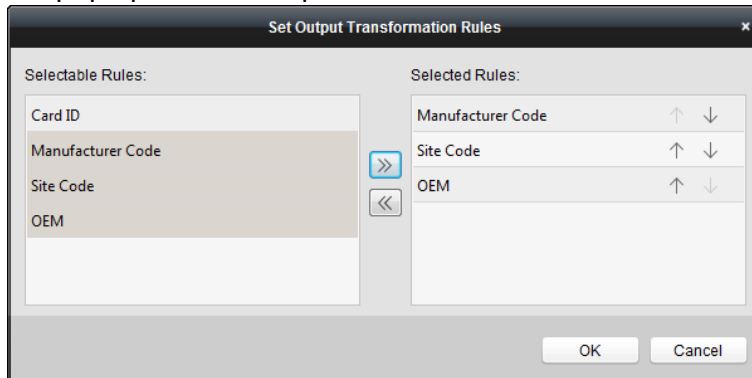 Set Output Transformation Rules ×
Selectable Rules:
Card ID
Manufacturer Code
Site Code
OEM
Selected Rules:
Manufacturer Code ↑ ↓
Site Code ↑ ↓
OEM ↑ ↓
OK Cancel